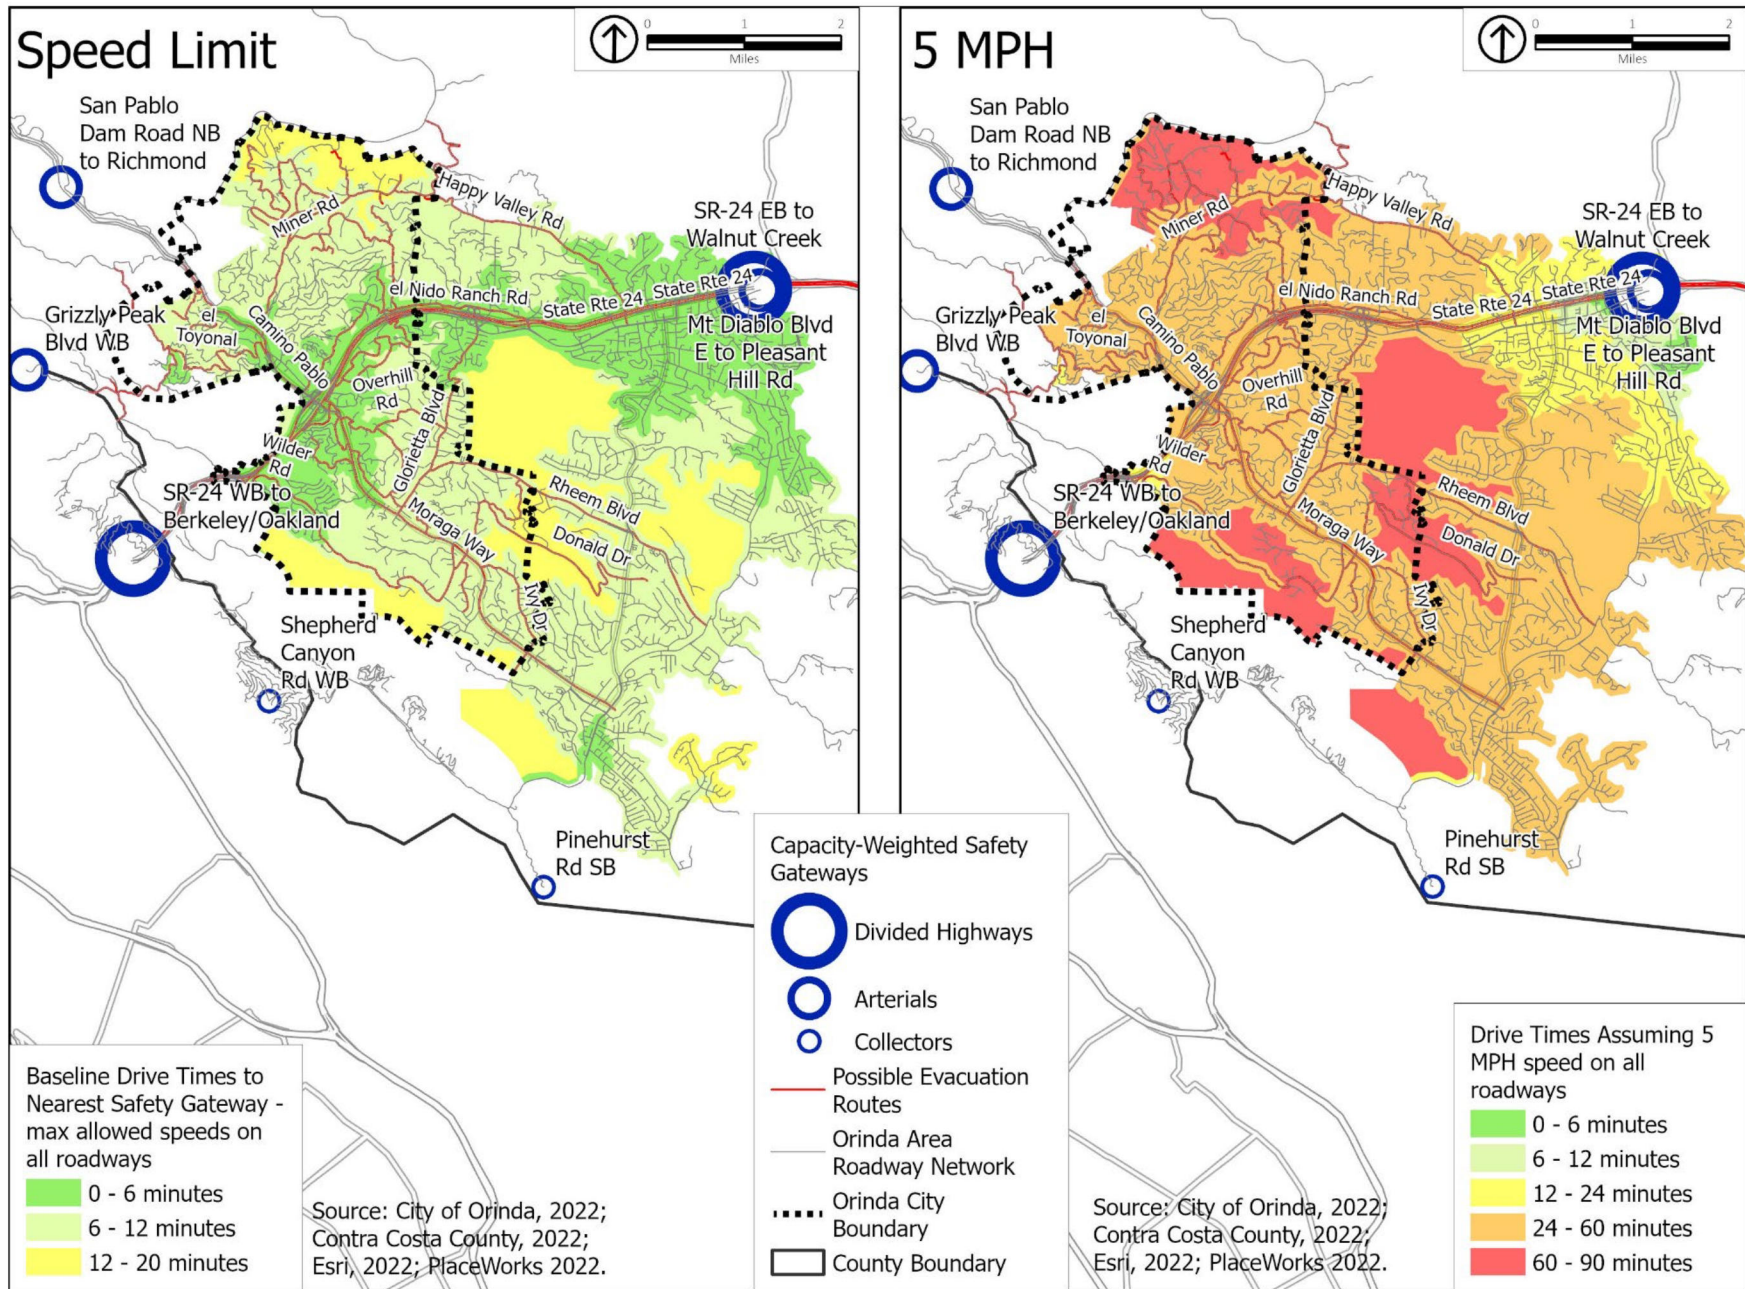 Speed Limit
0 1 2
Miles
San Pablo
Dam Road NB
to Richmond
Happy Valley Rd
Miner Rd
SR-24 EB to
Walnut Creek
el Nido Ranch Rd
State Rte 24
State Rte 24
Grizzly Peak
Blvd WB
el
Toyonal
Camino Pablo
Mt Diablo Blvd
E to Pleasant
Hill Rd
Overhill
Rd
Glorietta Blvd
Wilder
Rd
SR-24 WB to
Berkeley/Oakland
Moraga Way
Rheem Blvd
Donald Dr
Ivy Dr
Shepherd
Canyon
Rd WB
Pinehurst
Rd SB
Baseline Drive Times to
Nearest Safety Gateway -
max allowed speeds on
all roadways
0 - 6 minutes
6 - 12 minutes
12 - 20 minutes
Source: City of Orinda, 2022;
Contra Costa County, 2022;
Esri, 2022; PlaceWorks 2022.
Capacity-Weighted Safety
Gateways
Divided Highways
Arterials
Collectors
Possible Evacuation
Routes
Orinda Area
Roadway Network
Orinda City
Boundary
County Boundary
5 MPH
0 1 2
Miles
San Pablo
Dam Road NB
to Richmond
Happy Valley Rd
Miner Rd
SR-24 EB to
Walnut Creek
el Nido Ranch Rd
State Rte 24
State Rte 24
Grizzly Peak
Blvd WB
el
Toyonal
Camino Pablo
Mt Diablo Blvd
E to Pleasant
Hill Rd
Overhill
Rd
Glorietta Blvd
Wilder
Rd
SR-24 WB to
Berkeley/Oakland
Moraga Way
Rheem Blvd
Donald Dr
Ivy Dr
Shepherd
Canyon
Rd WB
Pinehurst
Rd SB
Source: City of Orinda, 2022;
Contra Costa County, 2022;
Esri, 2022; PlaceWorks 2022.
Drive Times Assuming 5
MPH speed on all
roadways
0 - 6 minutes
6 - 12 minutes
12 - 24 minutes
24 - 60 minutes
60 - 90 minutes